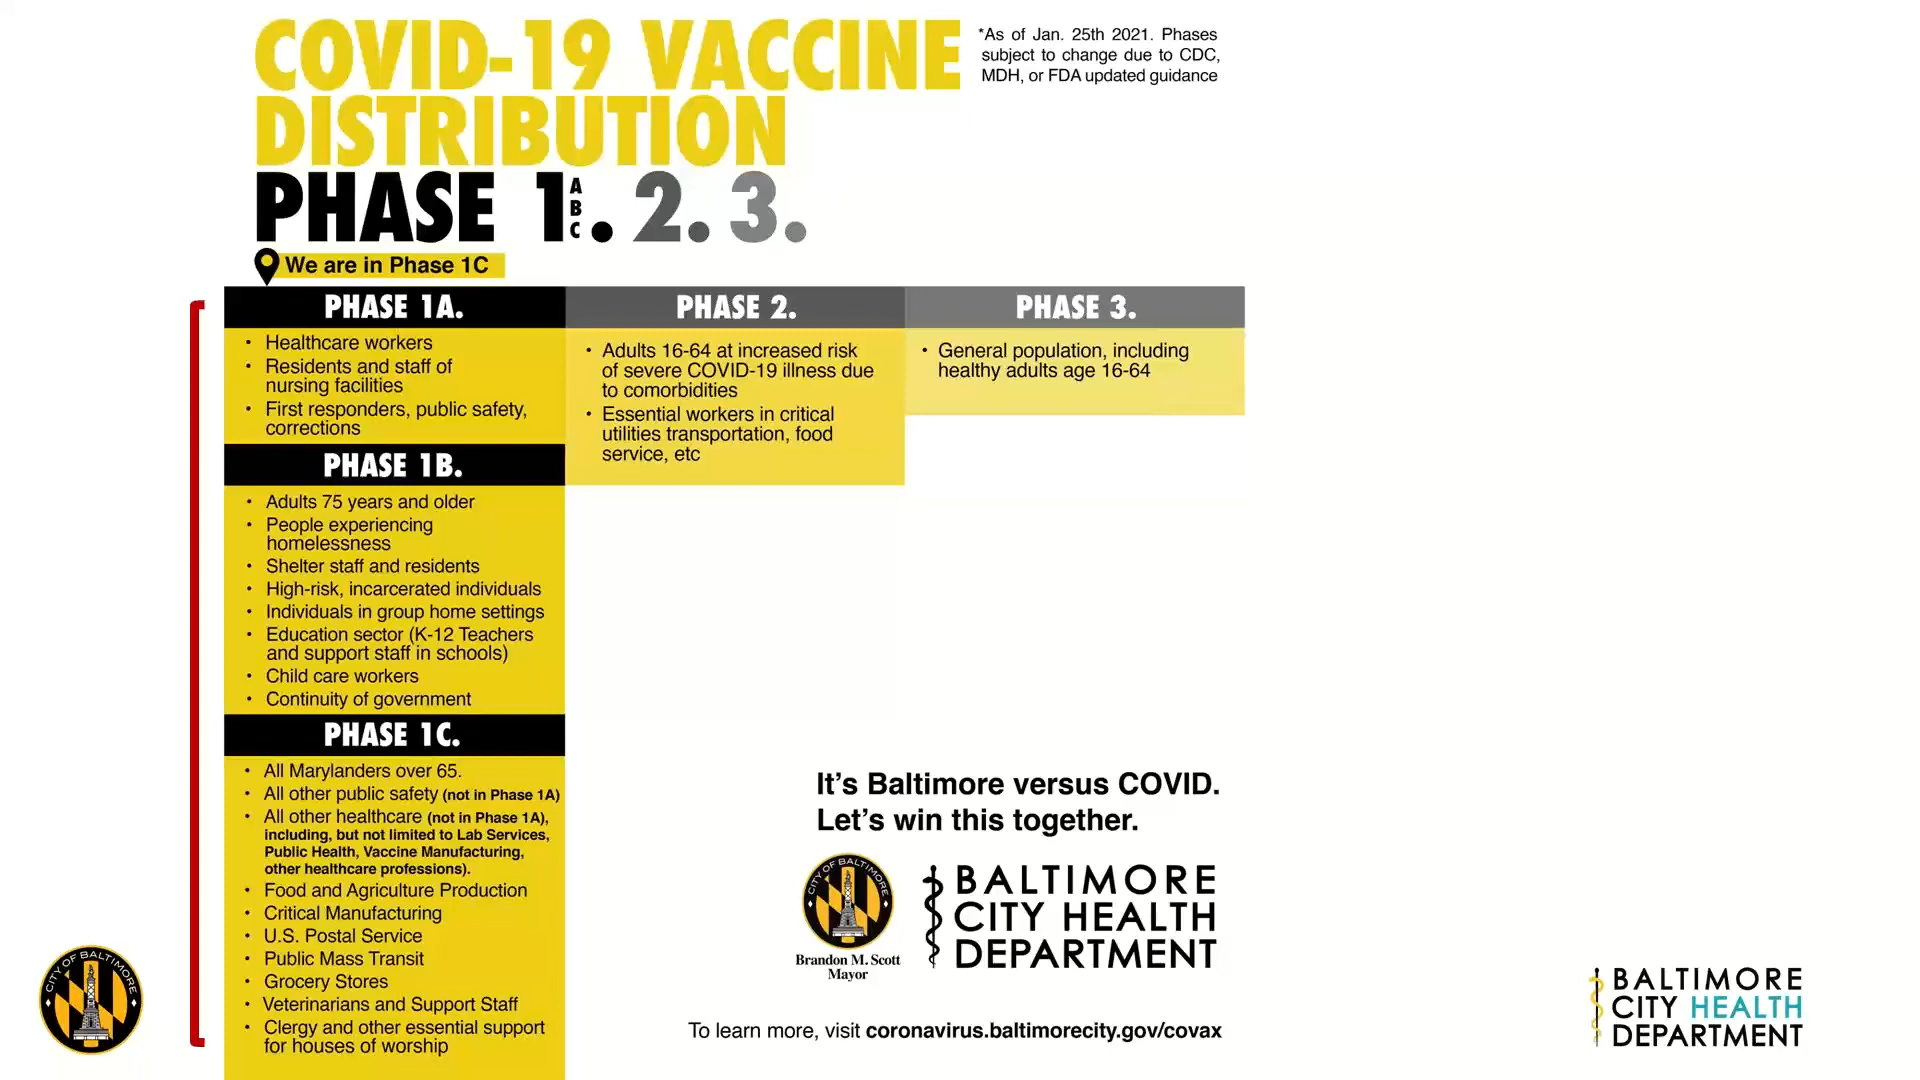 COVID-19 VACCINE
DISTRIBUTION
PHASE 1 A B C . 2. 3.
*As of Jan. 25th 2021. Phases
subject to change due to CDC,
MDH, or FDA updated guidance
We are in Phase 1C
PHASE 1A.
• Healthcare workers
• Residents and staff of
nursing facilities
• First responders, public safety,
corrections
PHASE 1B.
• Adults 75 years and older
• People experiencing
homelessness
• Shelter staff and residents
• High-risk, incarcerated individuals
• Individuals in group home settings
• Education sector (K-12 Teachers
and support staff in schools)
• Child care workers
• Continuity of government
PHASE 1C.
• All Marylanders over 65.
• All other public safety (not in Phase 1A)
• All other healthcare (not in Phase 1A),
including, but not limited to Lab Services,
Public Health, Vaccine Manufacturing,
other healthcare professions).
• Food and Agriculture Production
• Critical Manufacturing
• U.S. Postal Service
• Public Mass Transit
• Grocery Stores
• Veterinarians and Support Staff
• Clergy and other essential support
for houses of worship
PHASE 2.
• Adults 16-64 at increased risk
of severe COVID-19 illness due
to comorbidities
• Essential workers in critical
utilities transportation, food
service, etc
PHASE 3.
• General population, including
healthy adults age 16-64
It's Baltimore versus COVID.
Let's win this together.
CITY OF BALTIMORE
Brandon M. Scott
Mayor
BALTIMORE
CITY HEALTH
DEPARTMENT
To learn more, visit coronavirus.baltimorecity.gov/covax
CITY OF BALTIMORE
BALTIMORE
CITY HEALTH
DEPARTMENT